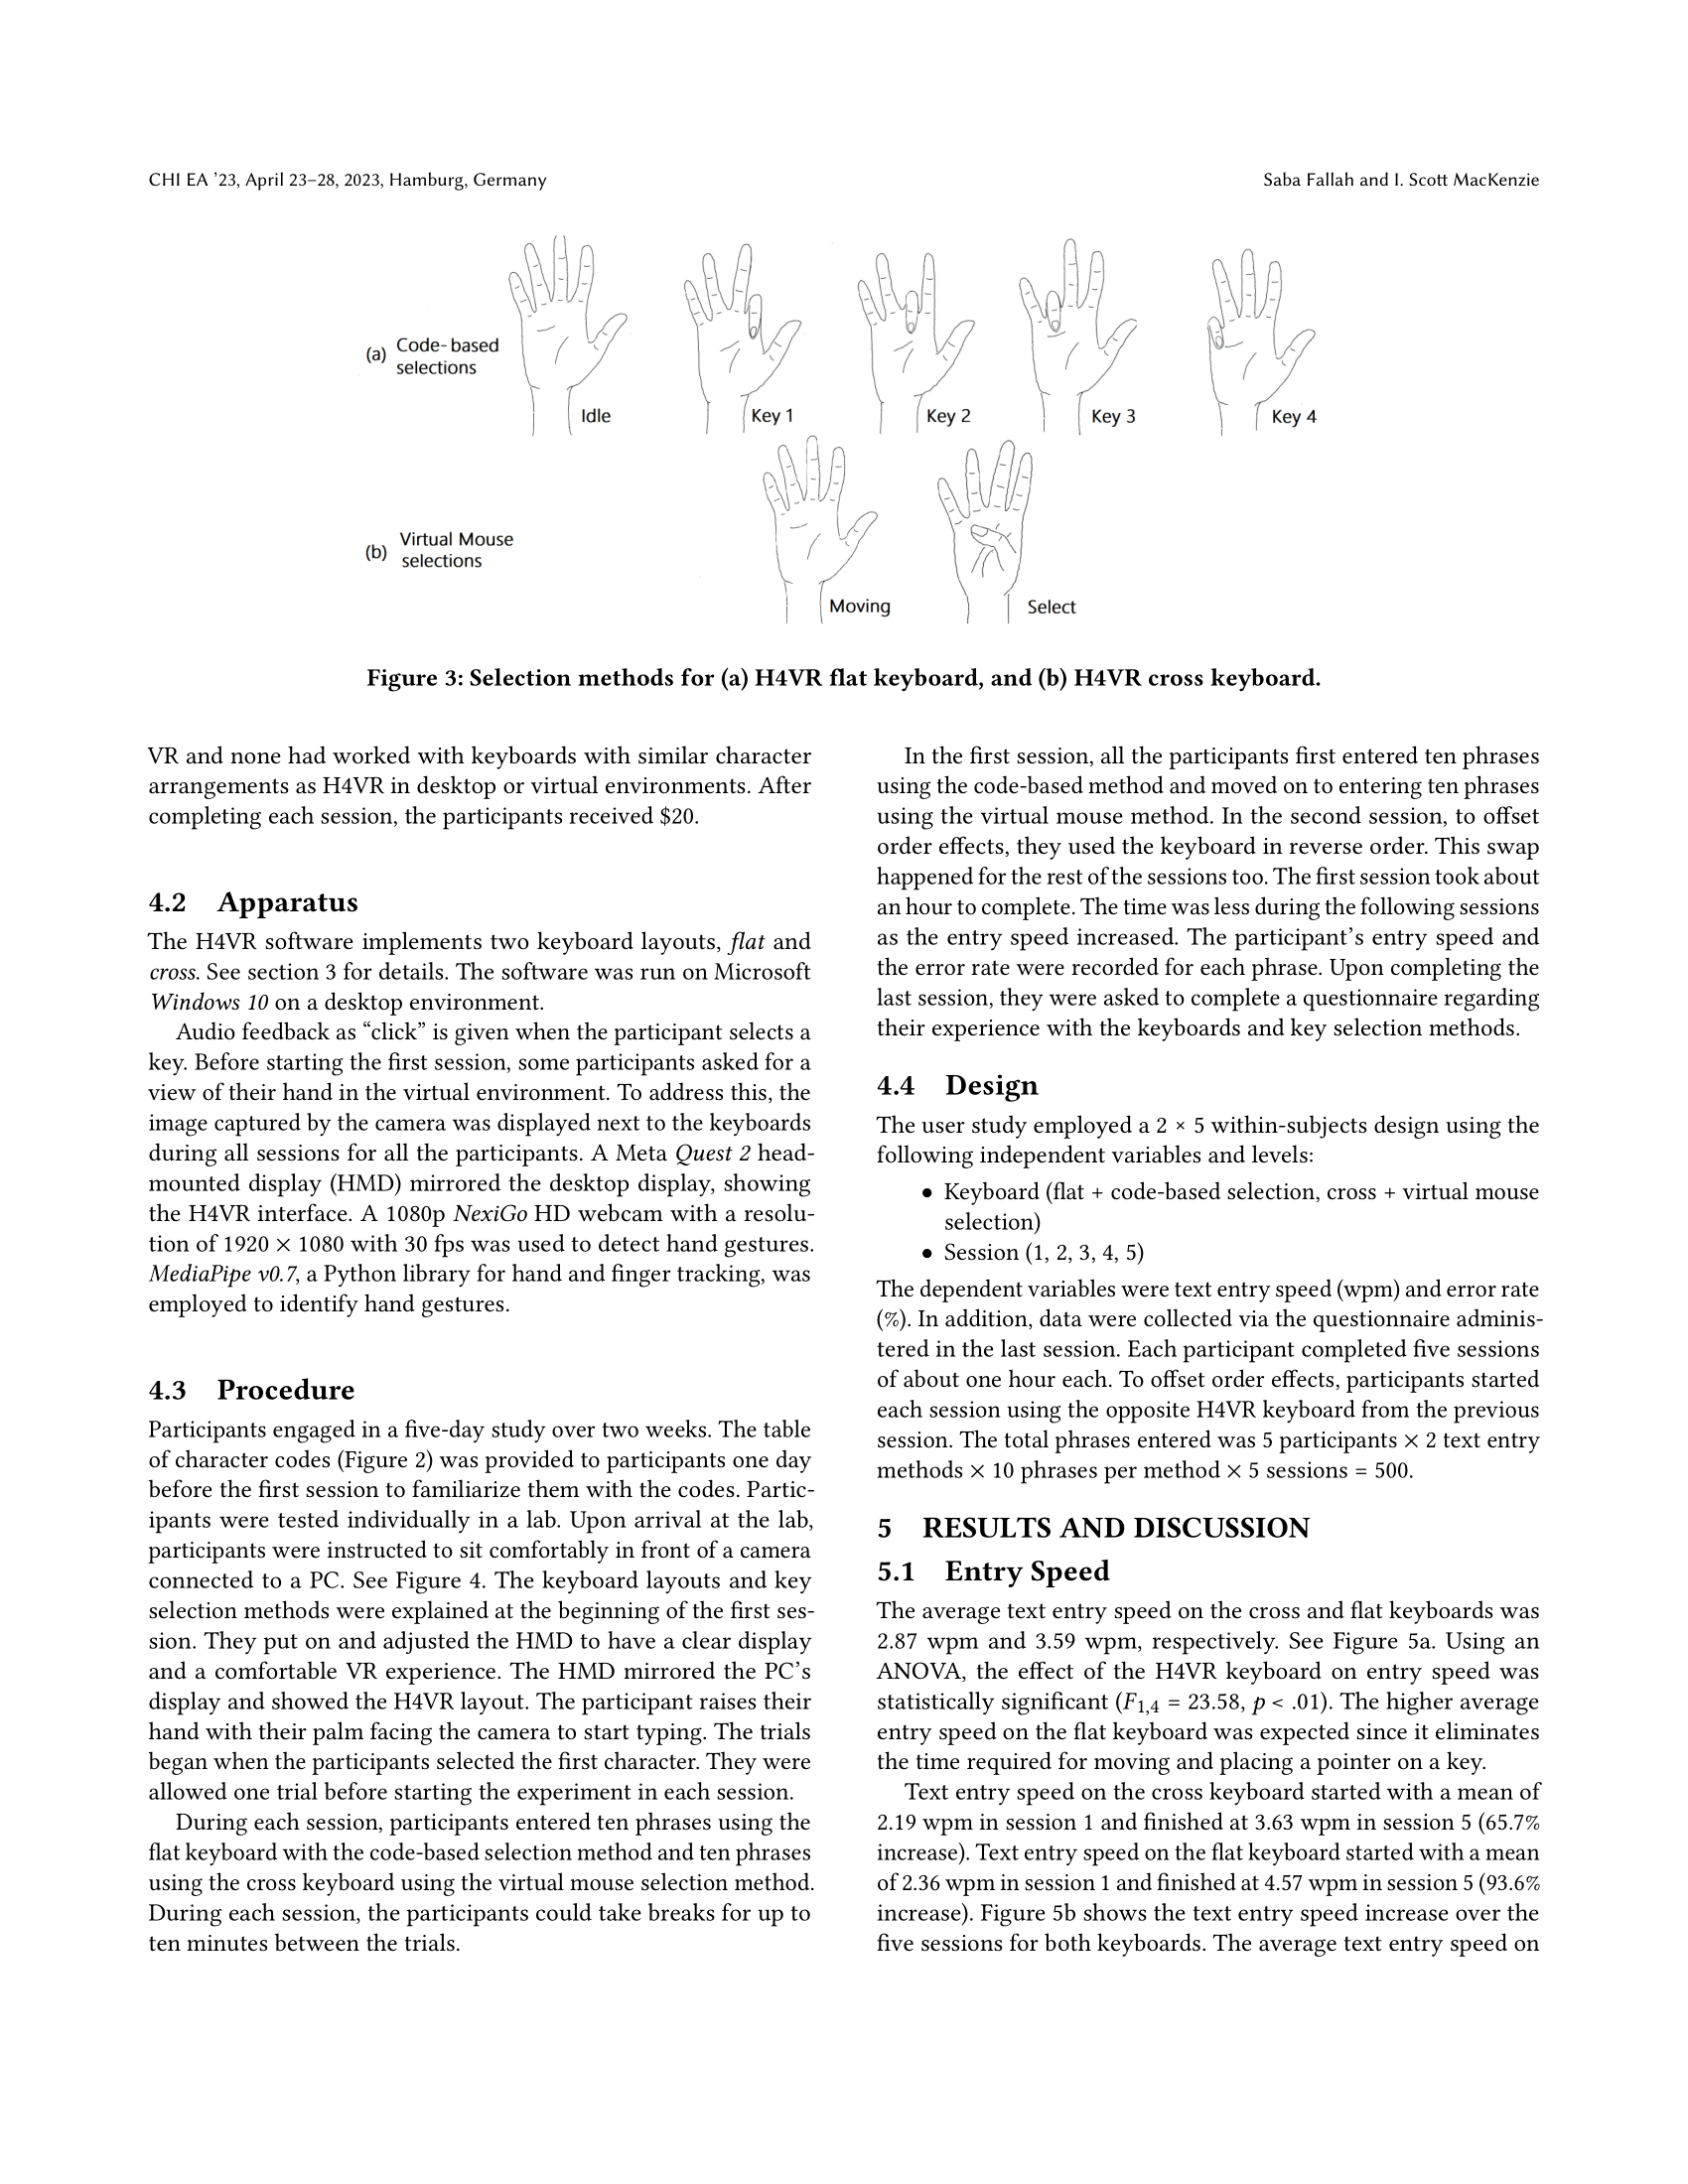 CHI EA ’23, April 23–28, 2023, Hamburg, Germany
Saba Fallah and I. Scott MacKenzie
(a) Code-based
selections
Idle
Key 1
Key 2
Key 3
Key 4
(b) Virtual Mouse
selections
Moving
Select
Figure 3: Selection methods for (a) H4VR flat keyboard, and (b) H4VR cross keyboard.
VR and none had worked with keyboards with similar character
arrangements as H4VR in desktop or virtual environments. After
completing each session, the participants received $20.
4.2 Apparatus
The H4VR software implements two keyboard layouts, flat and
cross. See section 3 for details. The software was run on Microsoft
Windows 10 on a desktop environment.
Audio feedback as “click” is given when the participant selects a
key. Before starting the first session, some participants asked for a
view of their hand in the virtual environment. To address this, the
image captured by the camera was displayed next to the keyboards
during all sessions for all the participants. A Meta Quest 2 head-
mounted display (HMD) mirrored the desktop display, showing
the H4VR interface. A 1080p NexiGo HD webcam with a resolu-
tion of 1920 × 1080 with 30 fps was used to detect hand gestures.
MediaPipe v0.7, a Python library for hand and finger tracking, was
employed to identify hand gestures.
4.3 Procedure
Participants engaged in a five-day study over two weeks. The table
of character codes (Figure 2) was provided to participants one day
before the first session to familiarize them with the codes. Partic-
ipants were tested individually in a lab. Upon arrival at the lab,
participants were instructed to sit comfortably in front of a camera
connected to a PC. See Figure 4. The keyboard layouts and key
selection methods were explained at the beginning of the first ses-
sion. They put on and adjusted the HMD to have a clear display
and a comfortable VR experience. The HMD mirrored the PC’s
display and showed the H4VR layout. The participant raises their
hand with their palm facing the camera to start typing. The trials
began when the participants selected the first character. They were
allowed one trial before starting the experiment in each session.
During each session, participants entered ten phrases using the
flat keyboard with the code-based selection method and ten phrases
using the cross keyboard using the virtual mouse selection method.
During each session, the participants could take breaks for up to
ten minutes between the trials.
In the first session, all the participants first entered ten phrases
using the code-based method and moved on to entering ten phrases
using the virtual mouse method. In the second session, to offset
order effects, they used the keyboard in reverse order. This swap
happened for the rest of the sessions too. The first session took about
an hour to complete. The time was less during the following sessions
as the entry speed increased. The participant’s entry speed and
the error rate were recorded for each phrase. Upon completing the
last session, they were asked to complete a questionnaire regarding
their experience with the keyboards and key selection methods.
4.4 Design
The user study employed a 2 × 5 within-subjects design using the
following independent variables and levels:
• Keyboard (flat + code-based selection, cross + virtual mouse
selection)
• Session (1, 2, 3, 4, 5)
The dependent variables were text entry speed (wpm) and error rate
(%). In addition, data were collected via the questionnaire adminis-
tered in the last session. Each participant completed five sessions
of about one hour each. To offset order effects, participants started
each session using the opposite H4VR keyboard from the previous
session. The total phrases entered was 5 participants × 2 text entry
methods × 10 phrases per method × 5 sessions = 500.
5 RESULTS AND DISCUSSION
5.1 Entry Speed
The average text entry speed on the cross and flat keyboards was
2.87 wpm and 3.59 wpm, respectively. See Figure 5a. Using an
ANOVA, the effect of the H4VR keyboard on entry speed was
statistically significant (F1,4 = 23.58, p < .01). The higher average
entry speed on the flat keyboard was expected since it eliminates
the time required for moving and placing a pointer on a key.
Text entry speed on the cross keyboard started with a mean of
2.19 wpm in session 1 and finished at 3.63 wpm in session 5 (65.7%
increase). Text entry speed on the flat keyboard started with a mean
of 2.36 wpm in session 1 and finished at 4.57 wpm in session 5 (93.6%
increase). Figure 5b shows the text entry speed increase over the
five sessions for both keyboards. The average text entry speed on